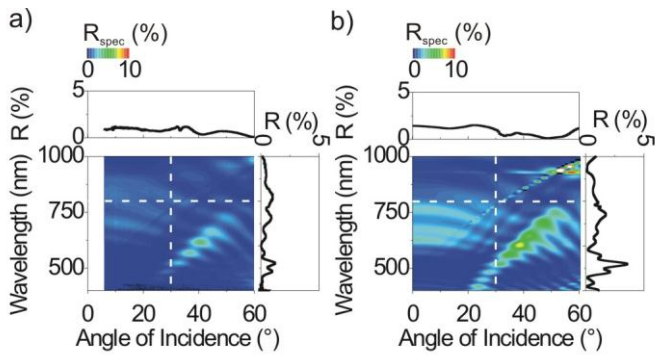 a)
R_spec (%)
0 10
R (%)
5
0
R (%)
0 5
Wavelength (nm)
1000
750
500
0 20 40 60
Angle of Incidence (°)
b)
R_spec (%)
0 10
R (%)
5
0
R (%)
0 5
Wavelength (nm)
1000
750
500
0 20 40 60
Angle of Incidence (°)